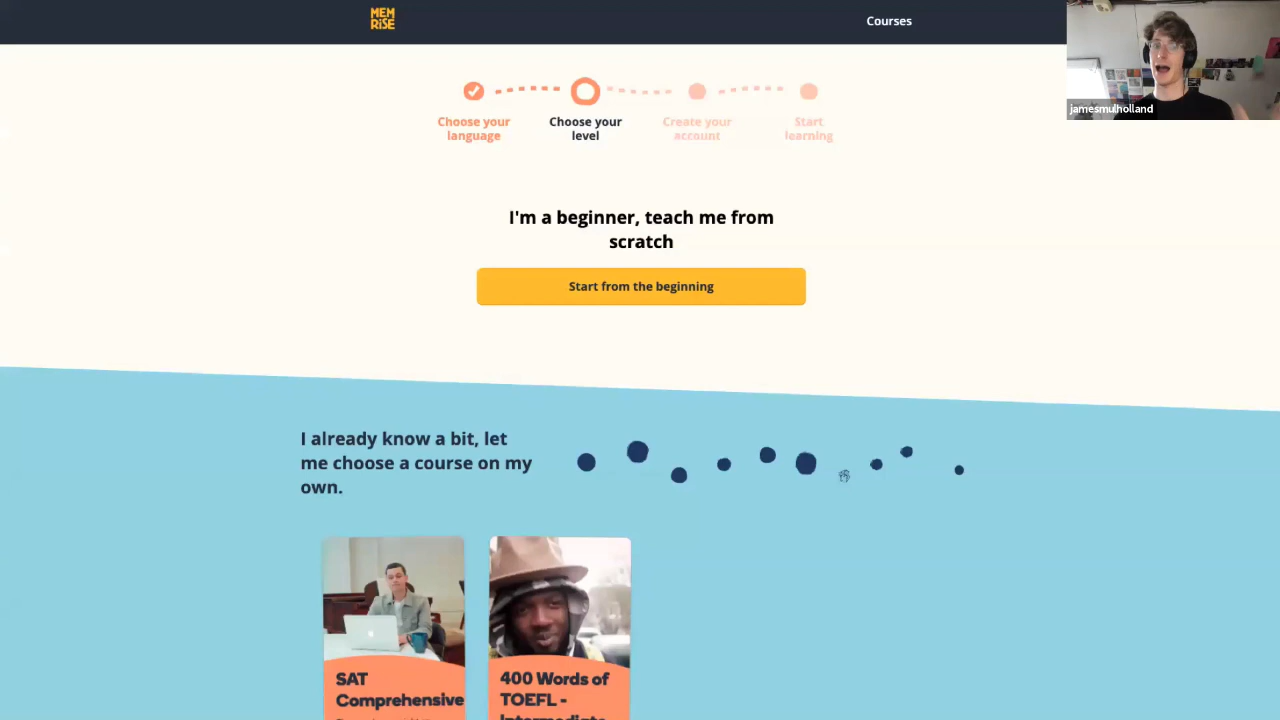 MEM
RiSE
Courses
jamesmulholland
Choose your
language
Choose your
level
Create your
account
Start
learning
I'm a beginner, teach me from
scratch
Start from the beginning
I already know a bit, let
me choose a course on my
own.
SAT
Comprehensive
400 Words of
TOEFL -
Intermediate